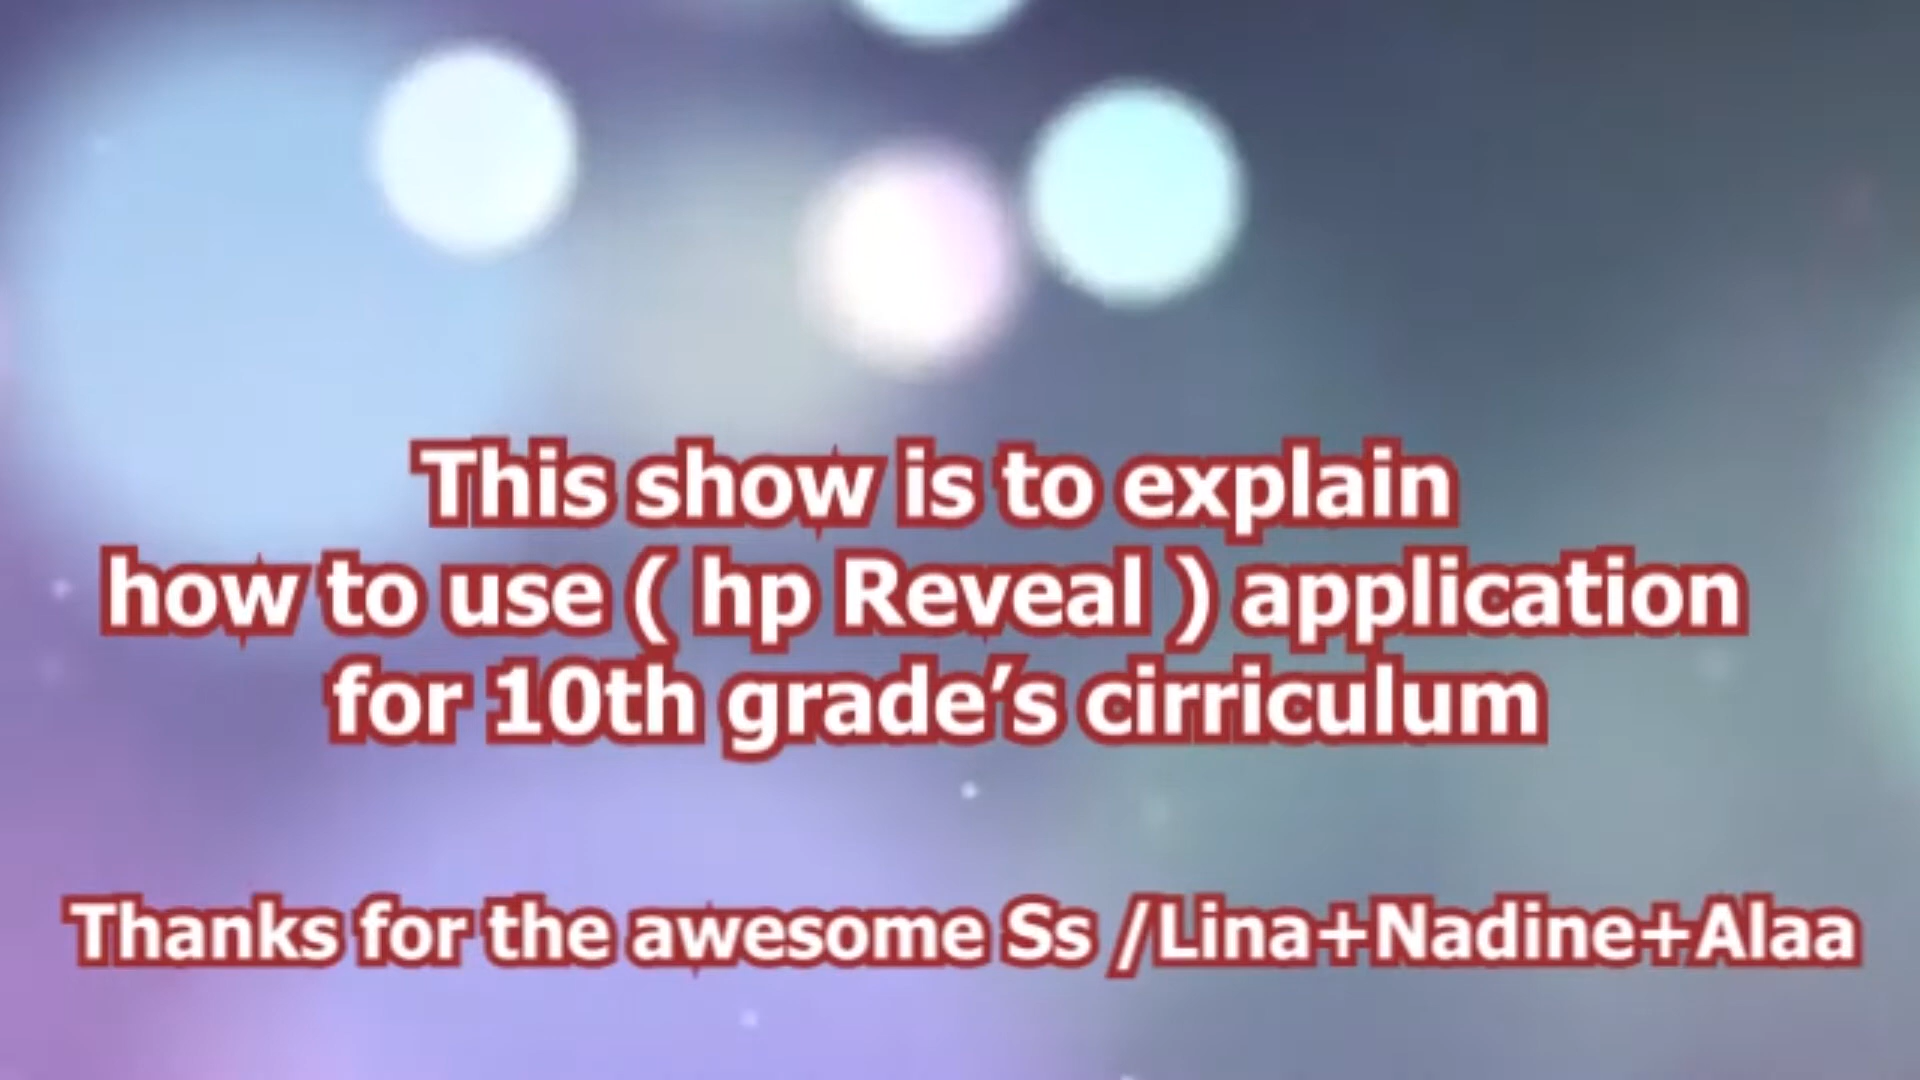 This show is to explain
how to use ( hp Reveal ) application
for 10th grade’s cirriculum
Thanks for the awesome Ss /Lina+Nadine+Alaa